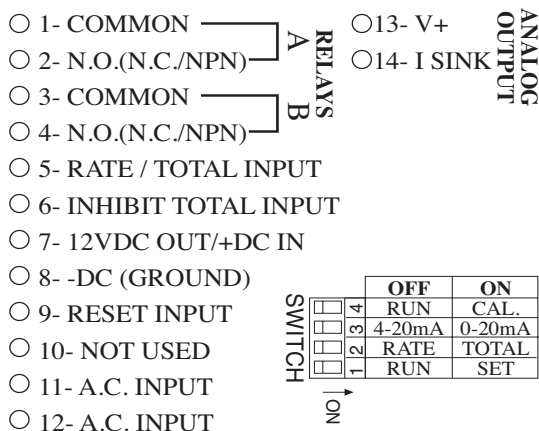 1- COMMON
2- N.O.(N.C./NPN)
3- COMMON
4- N.O.(N.C./NPN)
A
B
RELAYS
5- RATE / TOTAL INPUT
6- INHIBIT TOTAL INPUT
7- 12VDC OUT/+DC IN
8- -DC (GROUND)
9- RESET INPUT
10- NOT USED
11- A.C. INPUT
12- A.C. INPUT
13- V+
14- I SINK
ANALOG
OUTPUT
OFF ON
4 RUN CAL.
3 4-20mA 0-20mA
2 RATE TOTAL
1 RUN SET
SWITCH
ON